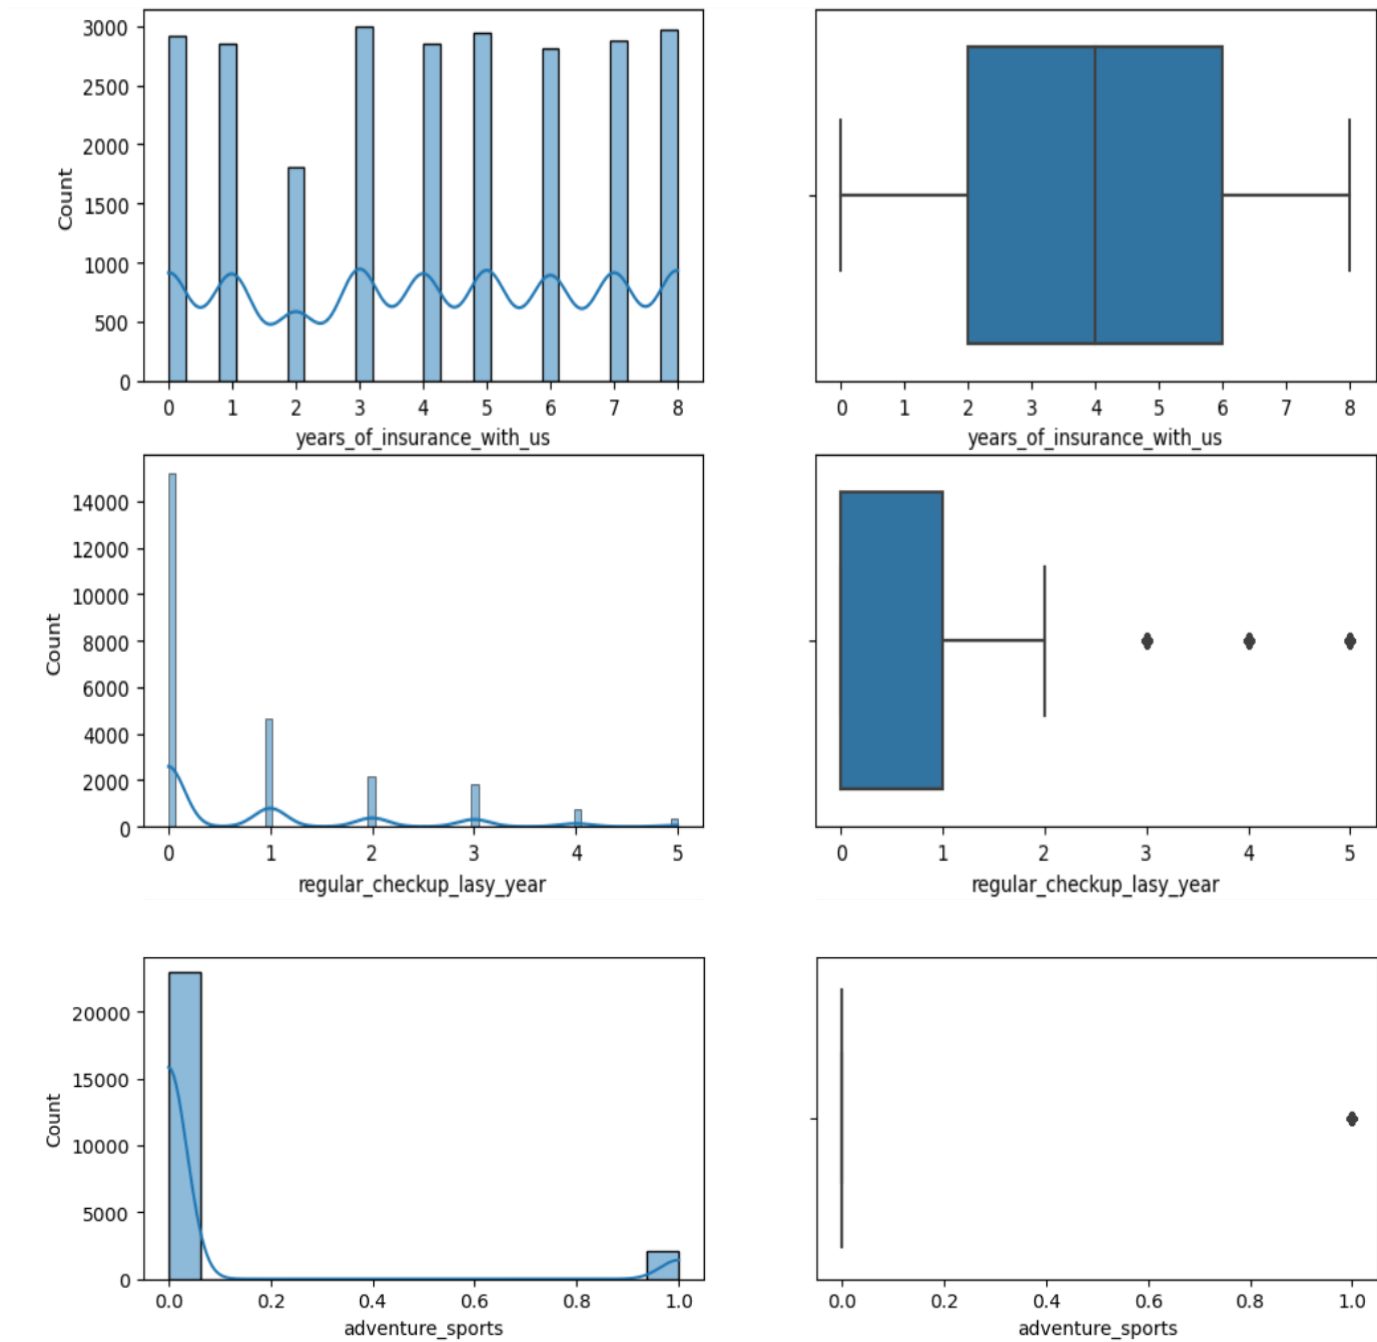 3000
2500
2000
1500
1000
500
0
Count
0 1 2 3 4 5 6 7 8
years_of_insurance_with_us
0 1 2 3 4 5 6 7 8
years_of_insurance_with_us
14000
12000
10000
8000
6000
4000
2000
0
Count
0 1 2 3 4 5
regular_checkup_lasy_year
0 1 2 3 4 5
regular_checkup_lasy_year
20000
15000
10000
5000
0
Count
0.0 0.2 0.4 0.6 0.8 1.0
adventure_sports
0.0 0.2 0.4 0.6 0.8 1.0
adventure_sports